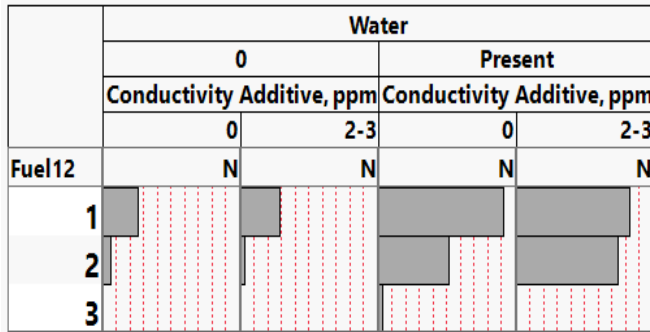 Water
0 Present
Conductivity Additive, ppm Conductivity Additive, ppm
0 2-3 0 2-3
Fuel12 N N N N
1
2
3